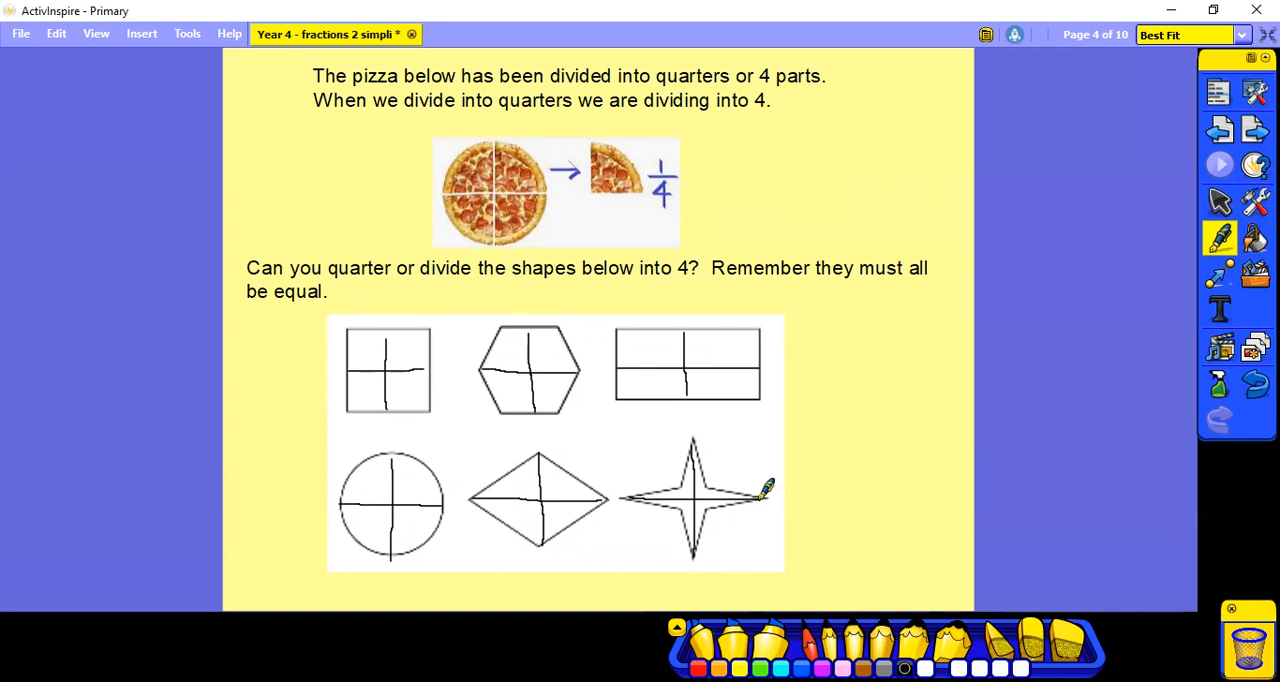 ActivInspire - Primary
File Edit View Insert Tools Help Year 4 - fractions 2 simpli * Page 4 of 10 Best Fit
The pizza below has been divided into quarters or 4 parts.
When we divide into quarters we are dividing into 4.
1
4
Can you quarter or divide the shapes below into 4? Remember they must all
be equal.